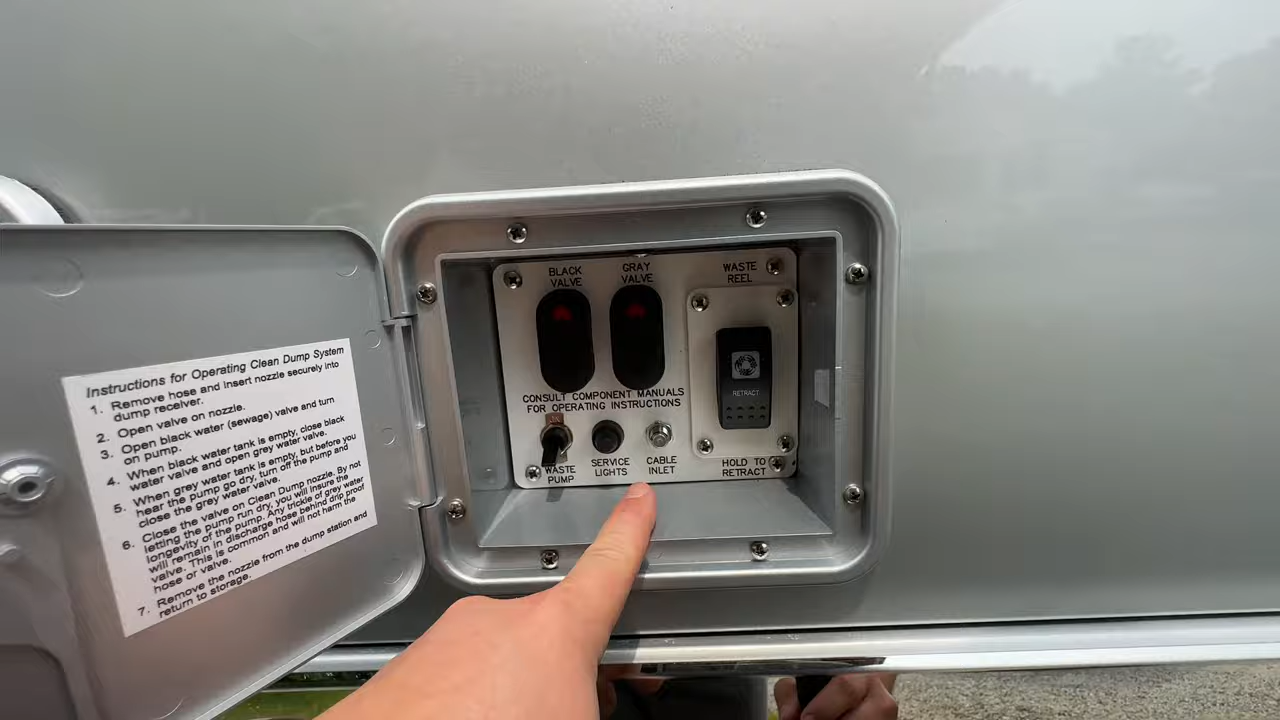 Instructions for Operating Clean Dump System
1. Remove hose and insert nozzle securely into
dump receiver.
2. Open valve on nozzle.
3. Open black water (sewage) valve and turn
on pump.
4. When black water tank is empty, close black
water valve and open grey water valve.
5. When grey water tank is empty, but before you
hear the pump go dry, turn off the pump and
close the grey water valve.
6. Close the valve on Clean Dump nozzle. By not
letting the pump run dry, you will insure the
longevity of the pump. Any trickle of grey water
will remain in discharge hose behind drip proof
valve. This is common and will not harm the
hose or valve.
7. Remove the nozzle from the dump station and
return to storage.
BLACK
VALVE
GRAY
VALVE
WASTE
REEL
RETRACT
CONSULT COMPONENT MANUALS
FOR OPERATING INSTRUCTIONS
ON
WASTE
PUMP
SERVICE
LIGHTS
CABLE
INLET
HOLD TO
RETRACT